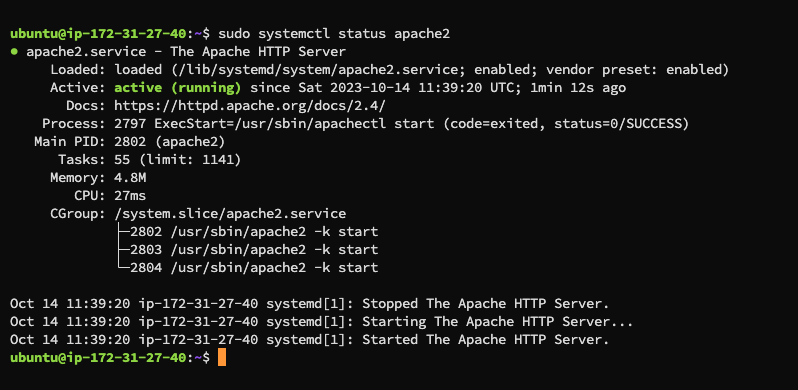 ubuntu@ip-172-31-27-40:~$ sudo systemctl status apache2
● apache2.service - The Apache HTTP Server
     Loaded: loaded (/lib/systemd/system/apache2.service; enabled; vendor preset: enabled)
     Active: active (running) since Sat 2023-10-14 11:39:20 UTC; 1min 12s ago
       Docs: https://httpd.apache.org/docs/2.4/
    Process: 2797 ExecStart=/usr/sbin/apachectl start (code=exited, status=0/SUCCESS)
   Main PID: 2802 (apache2)
      Tasks: 55 (limit: 1141)
     Memory: 4.8M
        CPU: 27ms
     CGroup: /system.slice/apache2.service
             ├─2802 /usr/sbin/apache2 -k start
             ├─2803 /usr/sbin/apache2 -k start
             └─2804 /usr/sbin/apache2 -k start
Oct 14 11:39:20 ip-172-31-27-40 systemd[1]: Stopped The Apache HTTP Server.
Oct 14 11:39:20 ip-172-31-27-40 systemd[1]: Starting The Apache HTTP Server...
Oct 14 11:39:20 ip-172-31-27-40 systemd[1]: Started The Apache HTTP Server.
ubuntu@ip-172-31-27-40:~$